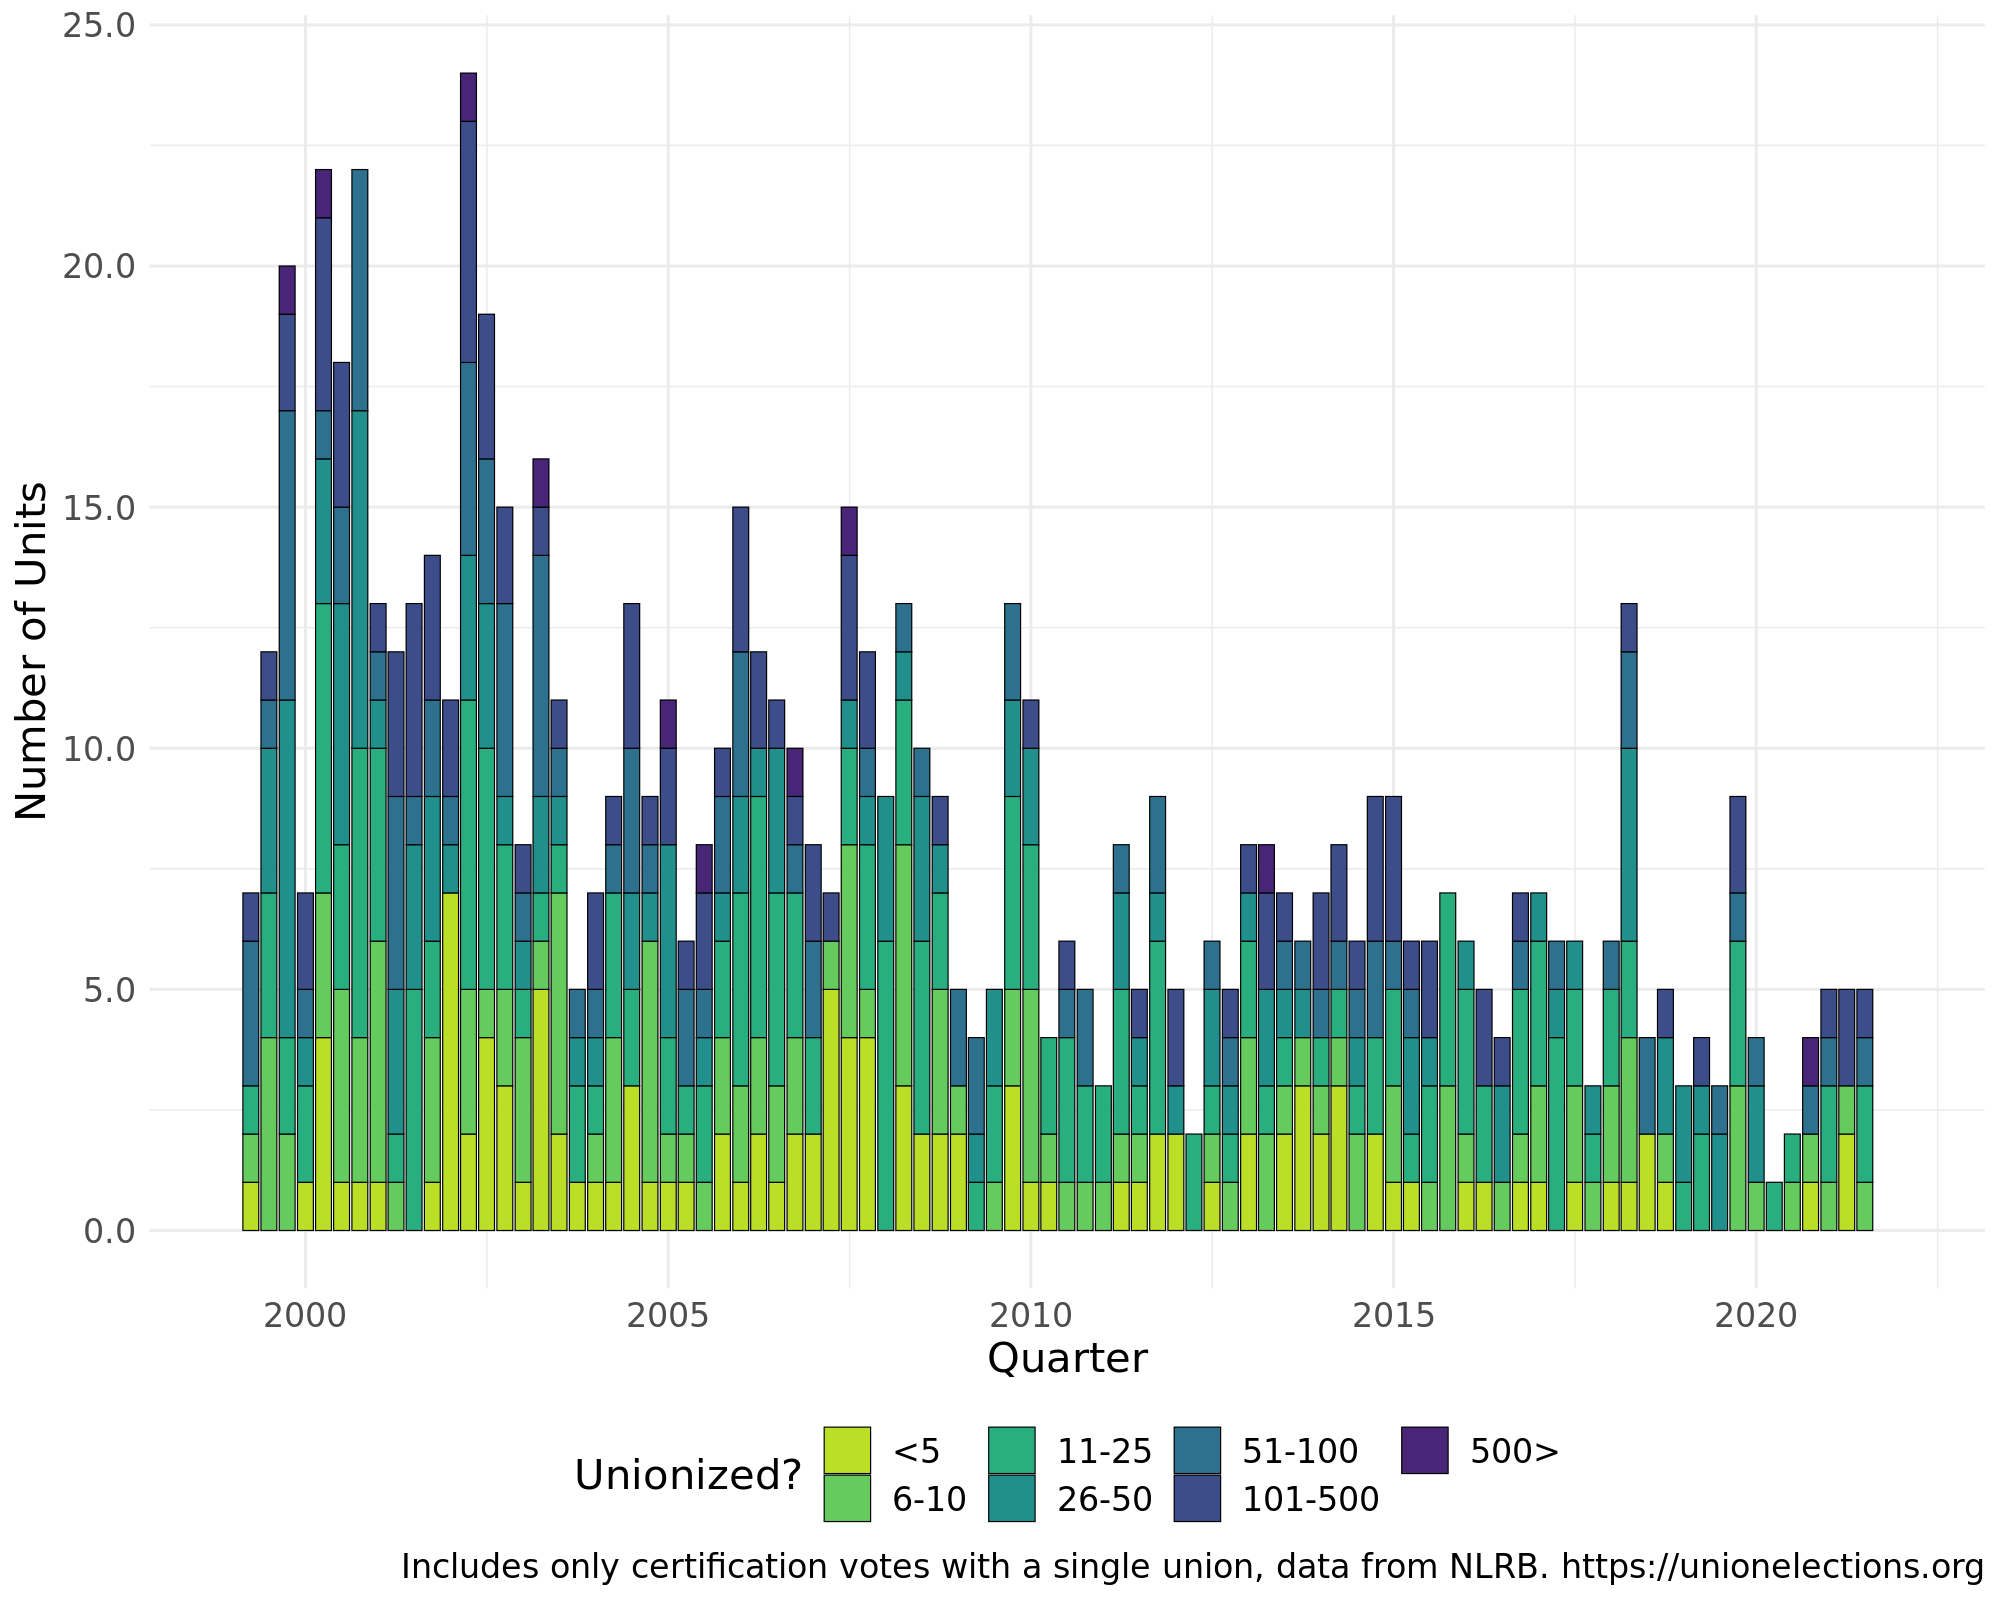 25.0
20.0
15.0
10.0
5.0
0.0
Number of Units
2000 2005 2010 2015 2020
Quarter
Unionized?
<5 11-25 51-100 500>
6-10 26-50 101-500
Includes only certification votes with a single union, data from NLRB. https://unionelections.org